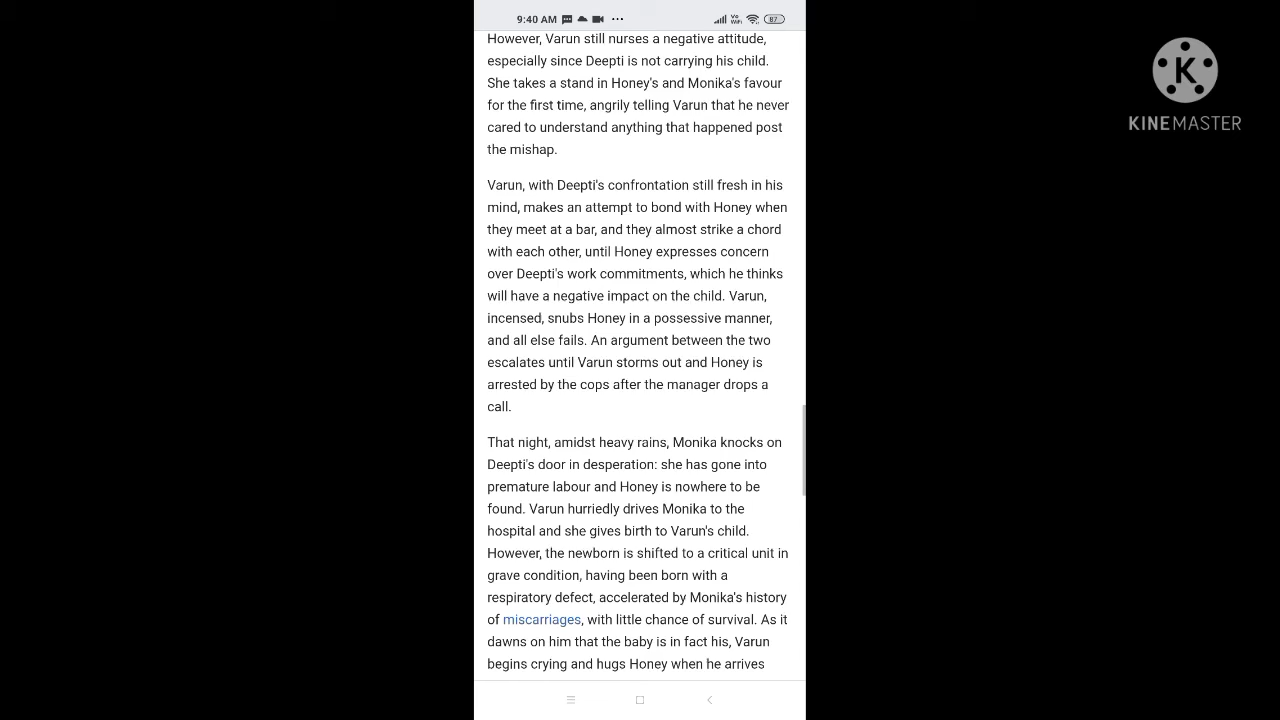 9:40 AM
Vo
WiFi
87
However, Varun still nurses a negative attitude,
especially since Deepti is not carrying his child.
She takes a stand in Honey's and Monika's favour
for the first time, angrily telling Varun that he never
cared to understand anything that happened post
the mishap.
Varun, with Deepti's confrontation still fresh in his
mind, makes an attempt to bond with Honey when
they meet at a bar, and they almost strike a chord
with each other, until Honey expresses concern
over Deepti's work commitments, which he thinks
will have a negative impact on the child. Varun,
incensed, snubs Honey in a possessive manner,
and all else fails. An argument between the two
escalates until Varun storms out and Honey is
arrested by the cops after the manager drops a
call.
That night, amidst heavy rains, Monika knocks on
Deepti's door in desperation: she has gone into
premature labour and Honey is nowhere to be
found. Varun hurriedly drives Monika to the
hospital and she gives birth to Varun's child.
However, the newborn is shifted to a critical unit in
grave condition, having been born with a
respiratory defect, accelerated by Monika's history
of miscarriages, with little chance of survival. As it
dawns on him that the baby is in fact his, Varun
begins crying and hugs Honey when he arrives
K
KINEMASTER